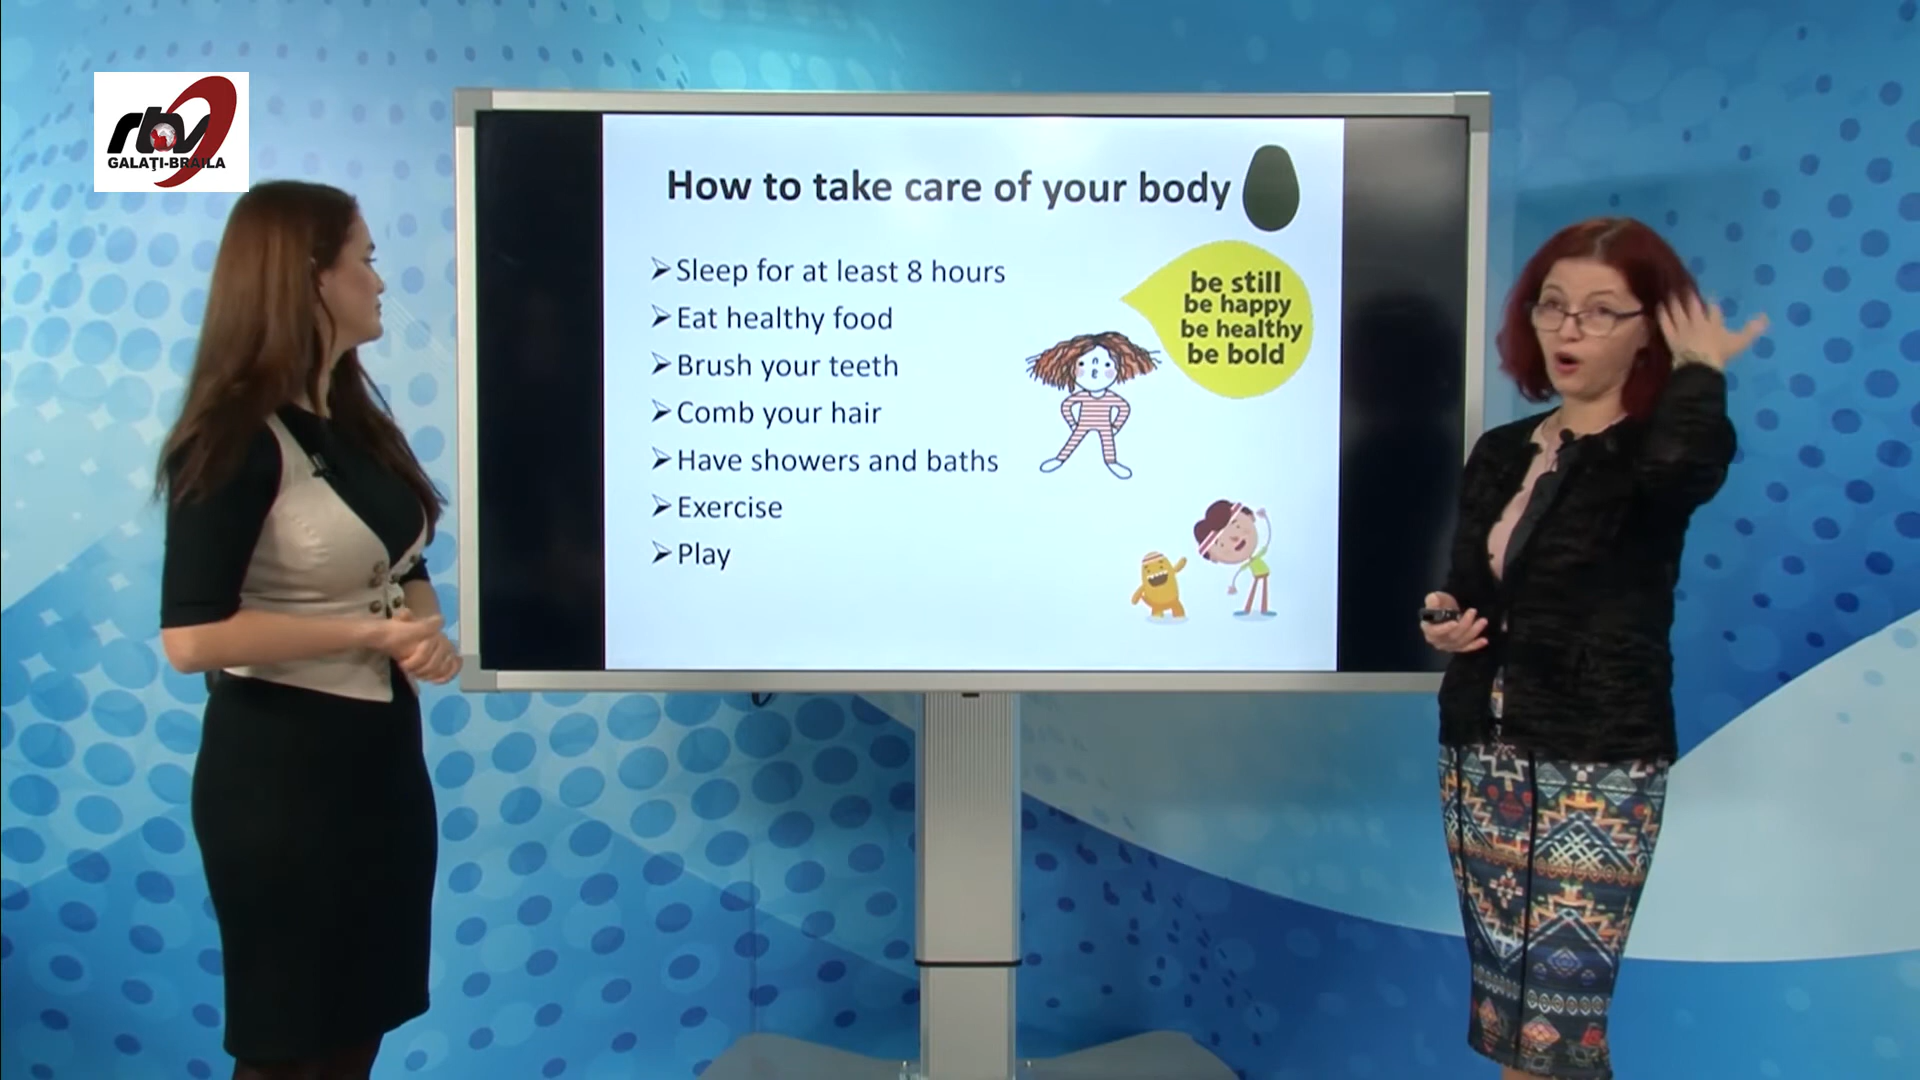 rtv
GALAŢI-BRĂILA
How to take care of your body
Sleep for at least 8 hours
Eat healthy food
Brush your teeth
Comb your hair
Have showers and baths
Exercise
Play
be still
be happy
be healthy
be bold